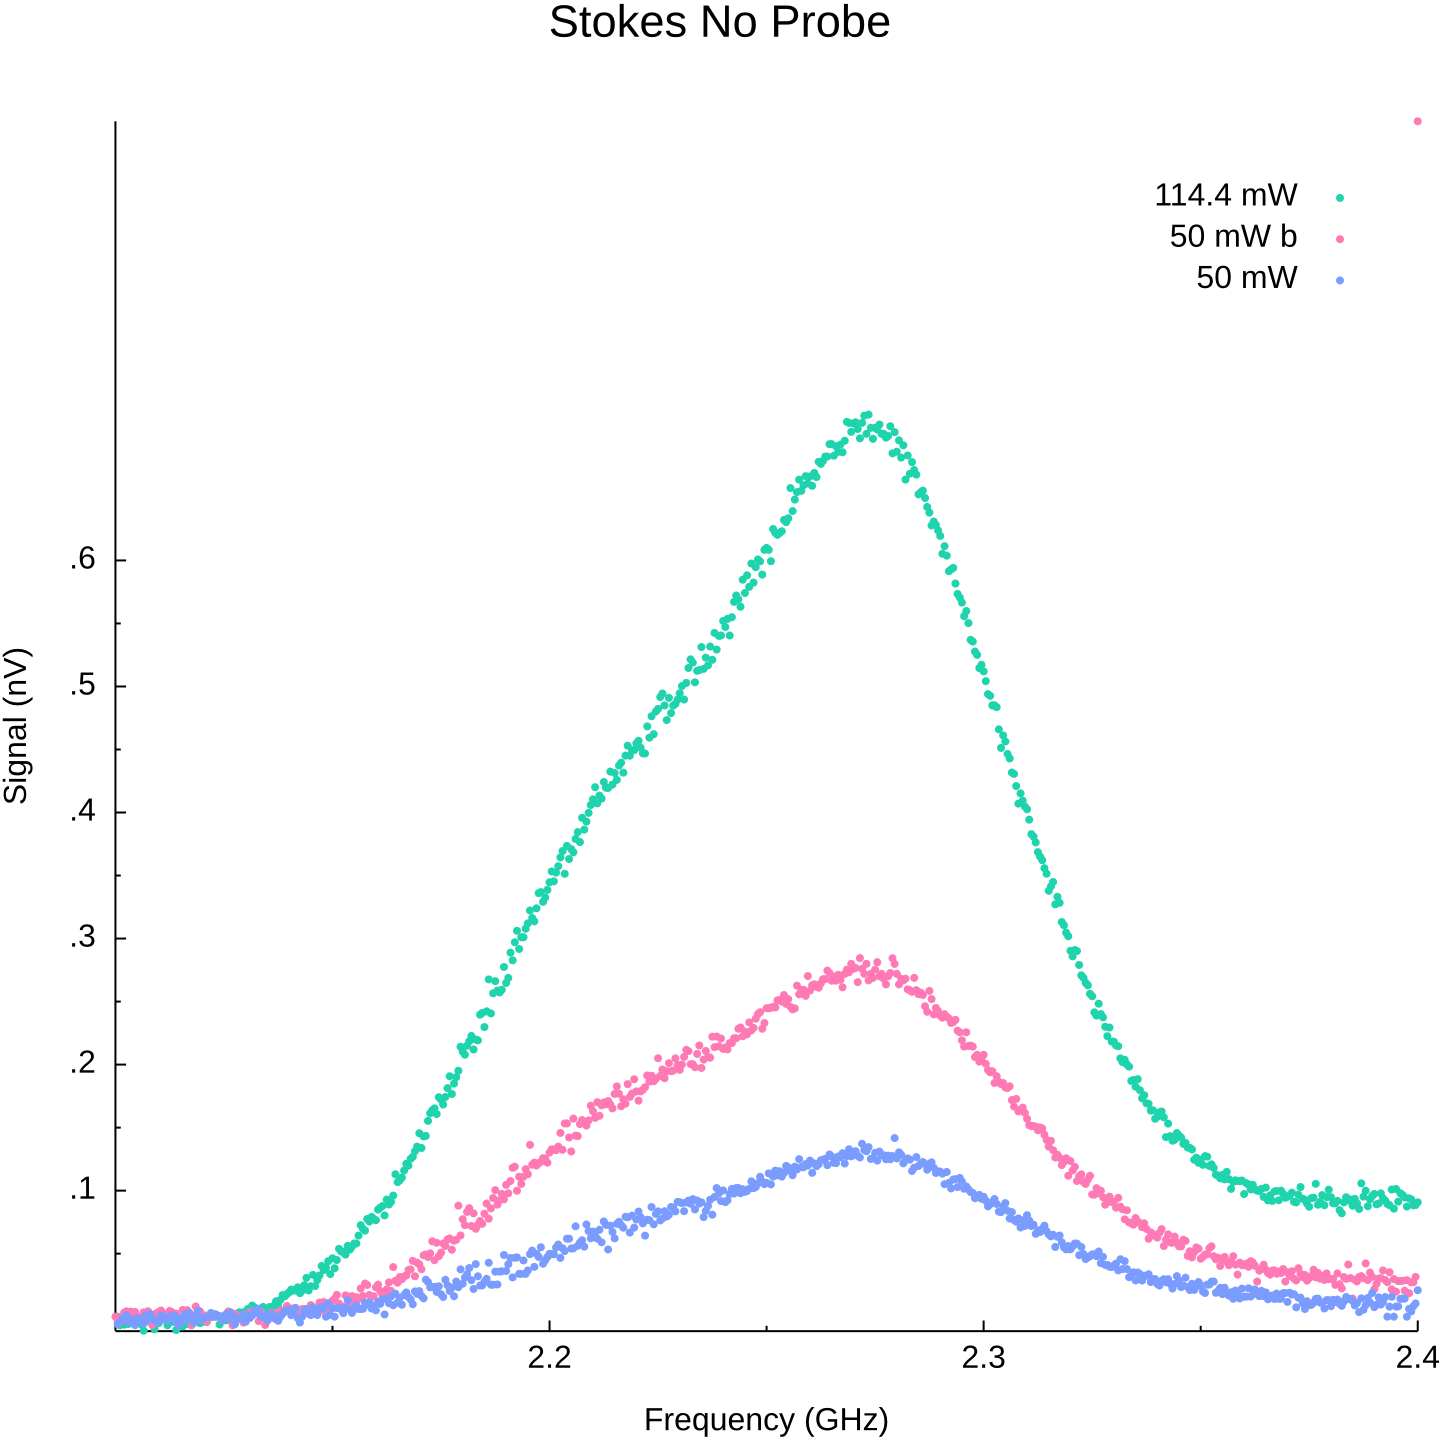 Stokes No Probe
114.4 mW
50 mW b
50 mW
.6
.5
.4
.3
.2
.1
Signal (nV)
2.2
2.3
2.4
Frequency (GHz)